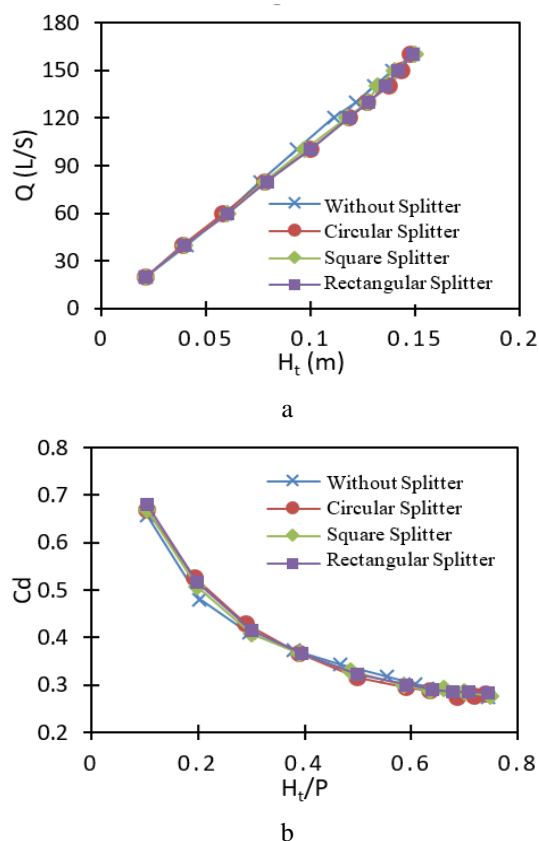 180
150
120
90
60
30
0
Q (L/S)
Without Splitter
Circular Splitter
Square Splitter
Rectangular Splitter
0 0.05 0.1 0.15 0.2
Ht (m)
a
0.8
0.7
0.6
0.5
0.4
0.3
0.2
Cd
Without Splitter
Circular Splitter
Square Splitter
Rectangular Splitter
0 0.2 0.4 0.6 0.8
Ht/P
b